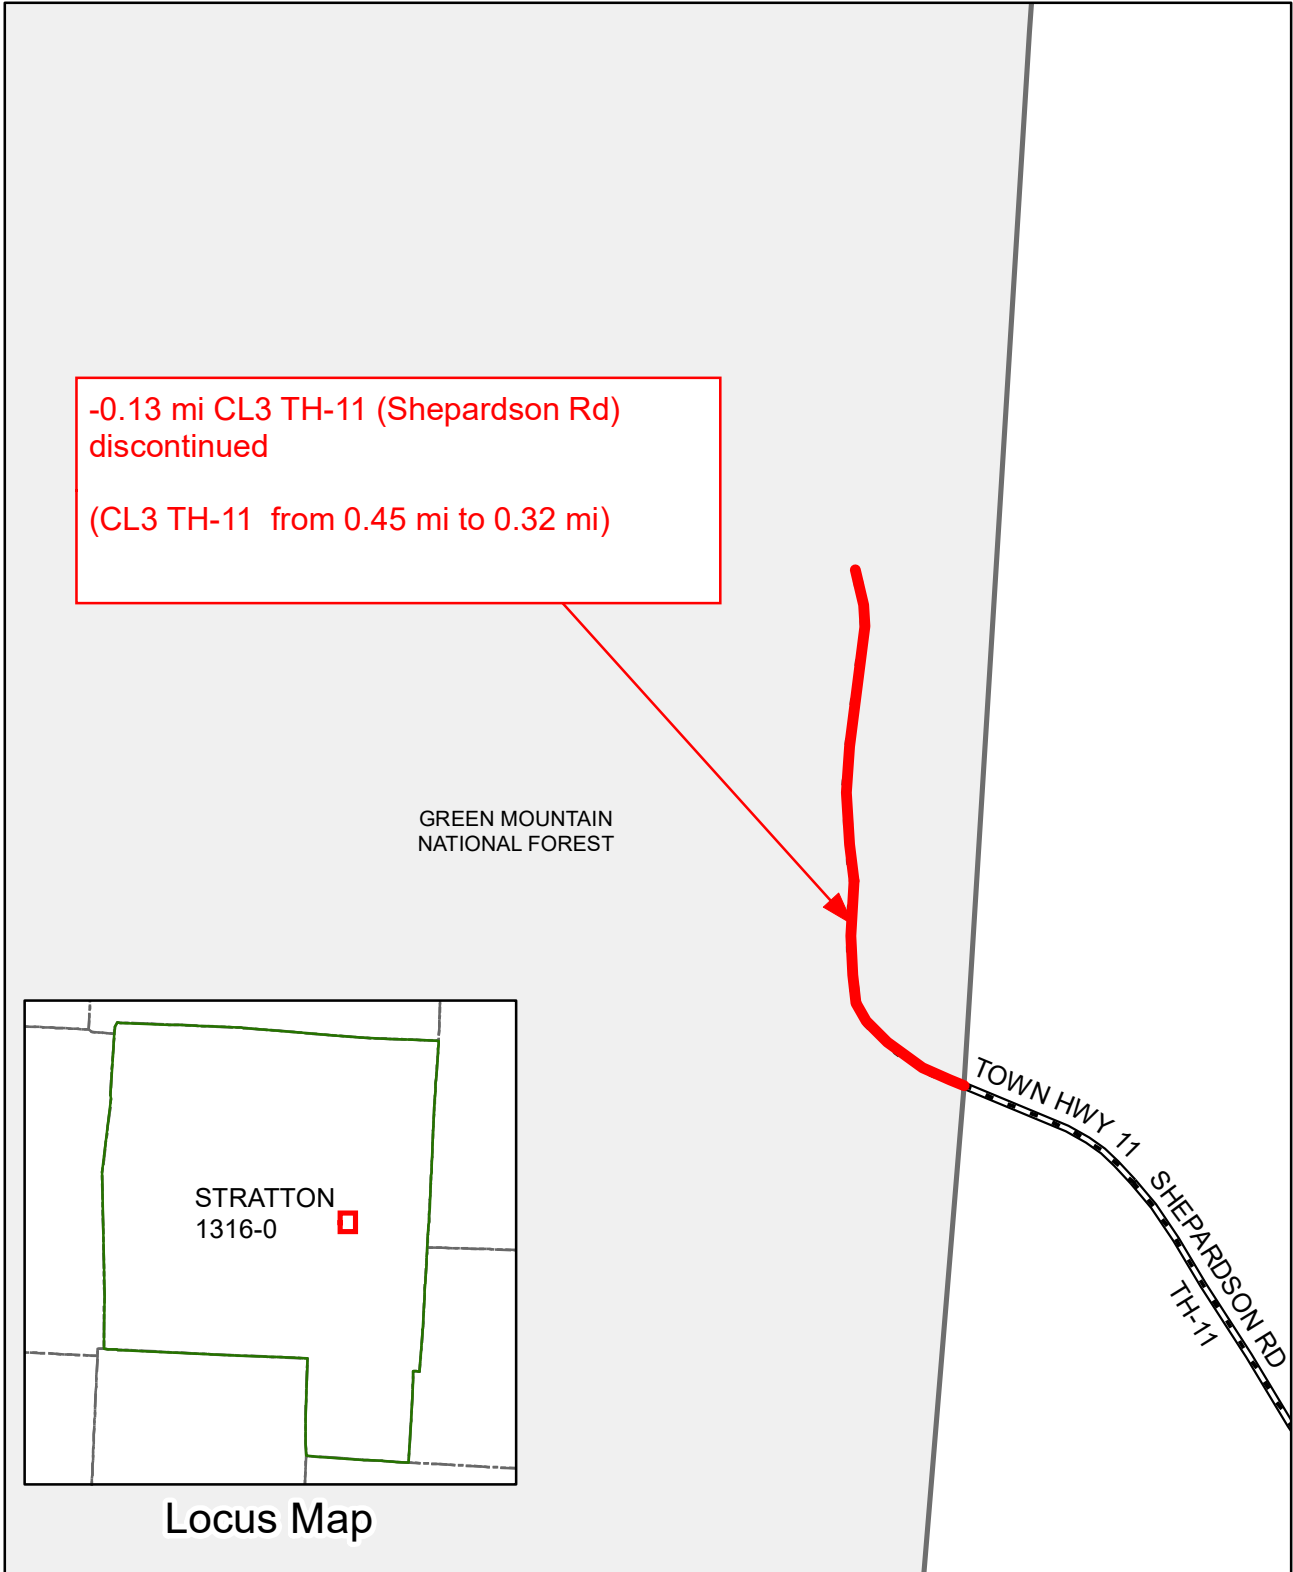 -0.13 mi CL3 TH-11 (Shepardson Rd)
discontinued
(CL3 TH-11  from 0.45 mi to 0.32 mi)
GREEN MOUNTAIN
NATIONAL FOREST
TOWN HWY 11
SHEPARDSON RD
TH-11
STRATTON
1316-0
Locus Map